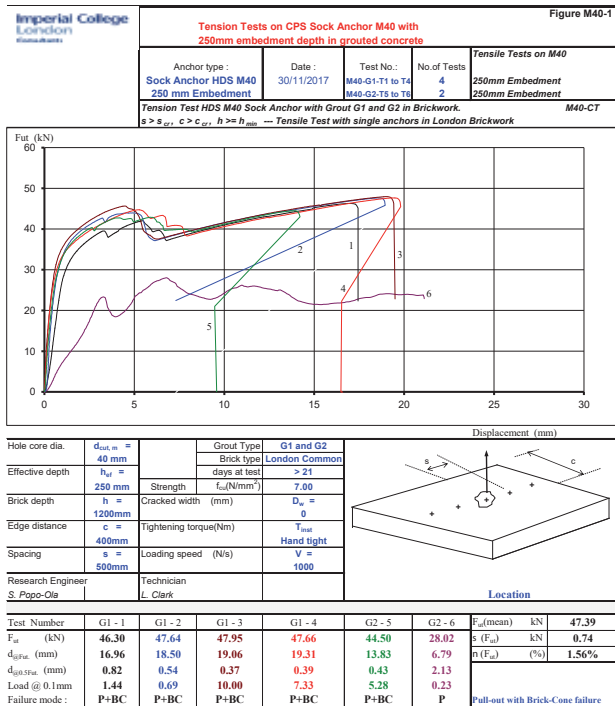 Imperial College
London
Consultants
Figure M40-1
Tension Tests on CPS Sock Anchor M40 with
250mm embedment depth in grouted concrete
Anchor type :
Sock Anchor HDS M40
250 mm Embedment
Date :
30/11/2017
Test No.:
M40-G1-T1 to T4
M40-G2-T5 to T6
No.of Tests
4
2
Tensile Tests on M40
250mm Embedment
250mm Embedment
Tension Test HDS M40 Sock Anchor with Grout G1 and G2 in Brickwork. M40-CT
s > s cr , c > c cr , h >= h min --- Tensile Test with single anchors in London Brickwork
Fut (kN)
60
50
40
30
20
10
0
0 5 10 15 20 25 30
1
2
3
4
5
6
Displacement (mm)
Hole core dia. d cut, m = 40 mm
Grout Type G1 and G2
Brick type London Common
Effective depth h ef = 250 mm
days at test > 21
Strength f cu (N/mm²) 7.00
Brick depth h = 1200mm
Cracked width (mm) D w = 0
Edge distance c = 400mm
Tightening torque(Nm) T inst Hand tight
Spacing s = 500mm
Loading speed (N/s) V = 1000
Research Engineer Technician
S. Popo-Ola L. Clark
s
c
Location
Test Number G1 - 1 G1 - 2 G1 - 3 G1 - 4 G2 - 5 G2 - 6 F ut (mean) kN 47.39
F ut (kN) 46.30 47.64 47.95 47.66 44.50 28.02 s (F ut ) kN 0.74
d @Fut. (mm) 16.96 18.50 19.06 19.31 13.83 6.79 n (F ut ) (%) 1.56%
d @0.5Fut. (mm) 0.82 0.54 0.37 0.39 0.43 2.13
Load @ 0.1mm 1.44 0.69 10.00 7.33 5.28 0.23
Failure mode : P+BC P+BC P+BC P+BC P+BC P Pull-out with Brick-Cone failure